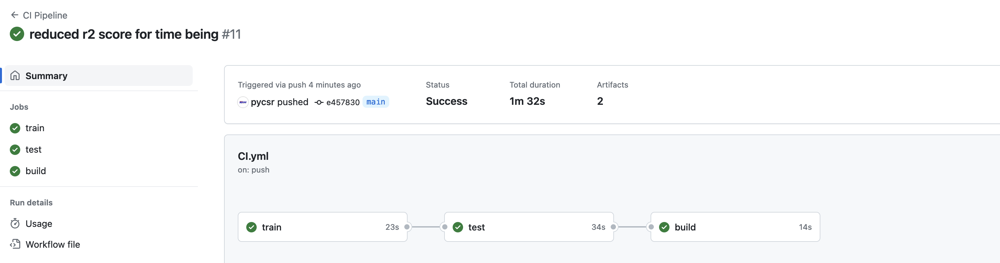 CI Pipeline
reduced r2 score for time being #11
Summary
Jobs
train
test
build
Run details
Usage
Workflow file
Triggered via push 4 minutes ago
pycsr pycsr pushed e457830 main
Status
Success
Total duration
1m 32s
Artifacts
2
CI.yml
on: push
train 23s
test 34s
build 14s